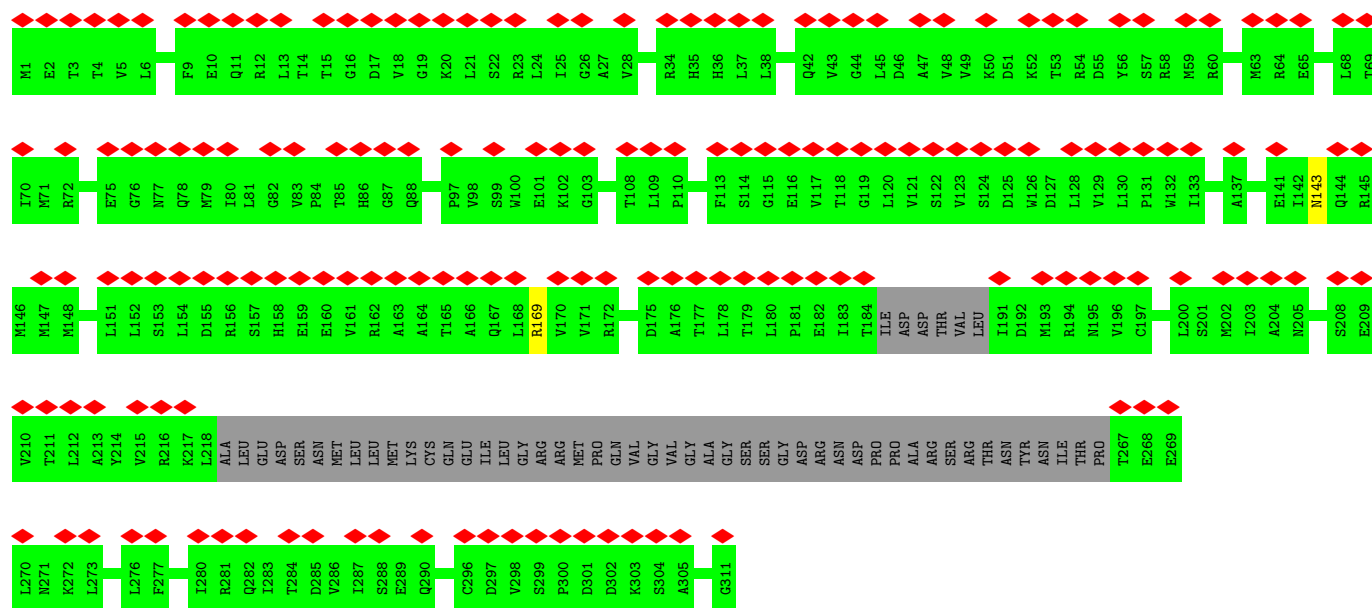 M1 E2 T3 T4 V5 L6 F9 E10 Q11 R12 L13 T14 T15 G16 D17 V18 G19 K20 L21 S22 R23 L24 I25 G26 A27 V28 R34 H35 H36 L37 L38 Q42 V43 G44 L45 D46 A47 V48 V49 K50 D51 K52 T53 R54 D55 Y56 S57 R58 M59 R60 M63 R64 E65 L68 T69
I70 M71 R72 E75 G76 N77 Q78 M79 I80 L81 G82 V83 P84 T85 H86 G87 Q88 P97 V98 S99 W100 E101 K102 G103 T108 L109 P110 F113 S114 G115 E116 V117 T118 G119 L120 V121 S122 V123 S124 D125 W126 D127 L128 V129 L130 P131 W132 I133 A137 E141 I142 N143 Q144 R145
M146 M147 M148 L151 L152 S153 L154 D155 R156 S157 H158 E159 E160 V161 R162 A163 A164 T165 A166 Q167 L168 R169 V170 V171 R172 D175 A176 T177 L178 T179 L180 P181 E182 I183 T184 ILE ASP ASP THR VAL LEU I191 D192 M193 R194 N195 V196 C197 L200 S201 M202 I203 A204 N205 S208 E209
V210 T211 L212 A213 Y214 V215 R216 K217 L218 ALA LEU GLU ASP SER ASN MET LEU LEU MET LYS CYS GLN GLU ILE LEU GLY ARG ARG MET PRO GLN VAL GLY VAL GLY ALA GLY SER SER GLY ASP ARG ASN ASP PRO PRO ALA ARG SER ARG THR ASN TYR ASN ILE THR PRO T267 E268 E269
L270 N271 K272 L273 L276 F277 I280 R281 Q282 I283 T284 D285 V286 I287 S288 E289 Q290 C296 D297 V298 S299 P300 D301 D302 K303 S304 A305 G311